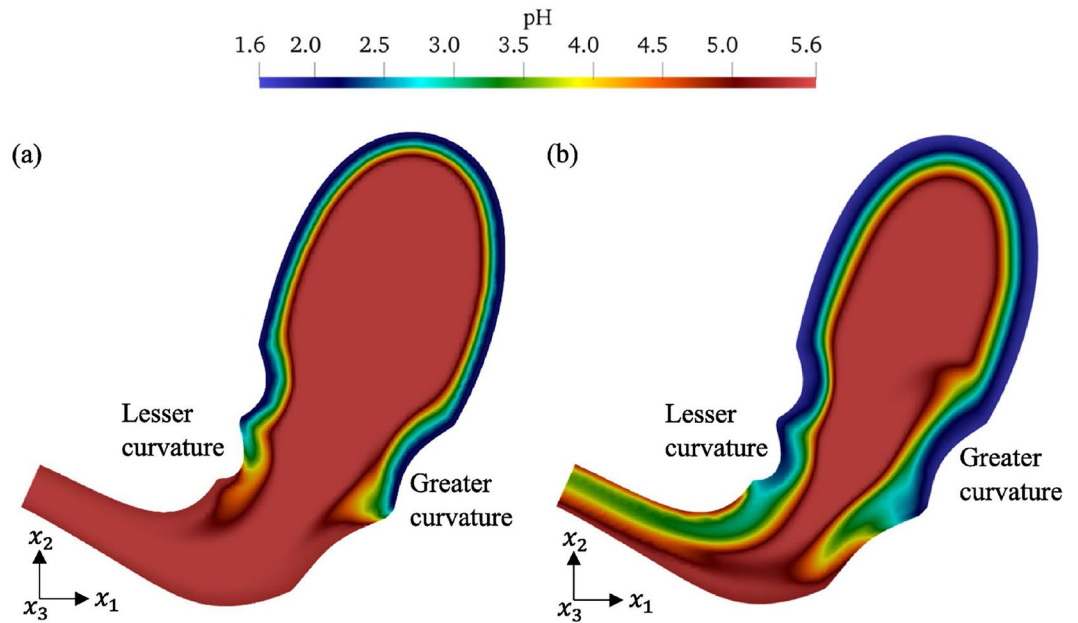 pH
1.6 2.0 2.5 3.0 3.5 4.0 4.5 5.0 5.6
(a)
(b)
Lesser
curvature
Greater
curvature
Lesser
curvature
Greater
curvature
x₂
x₃ x₁
x₂
x₃ x₁